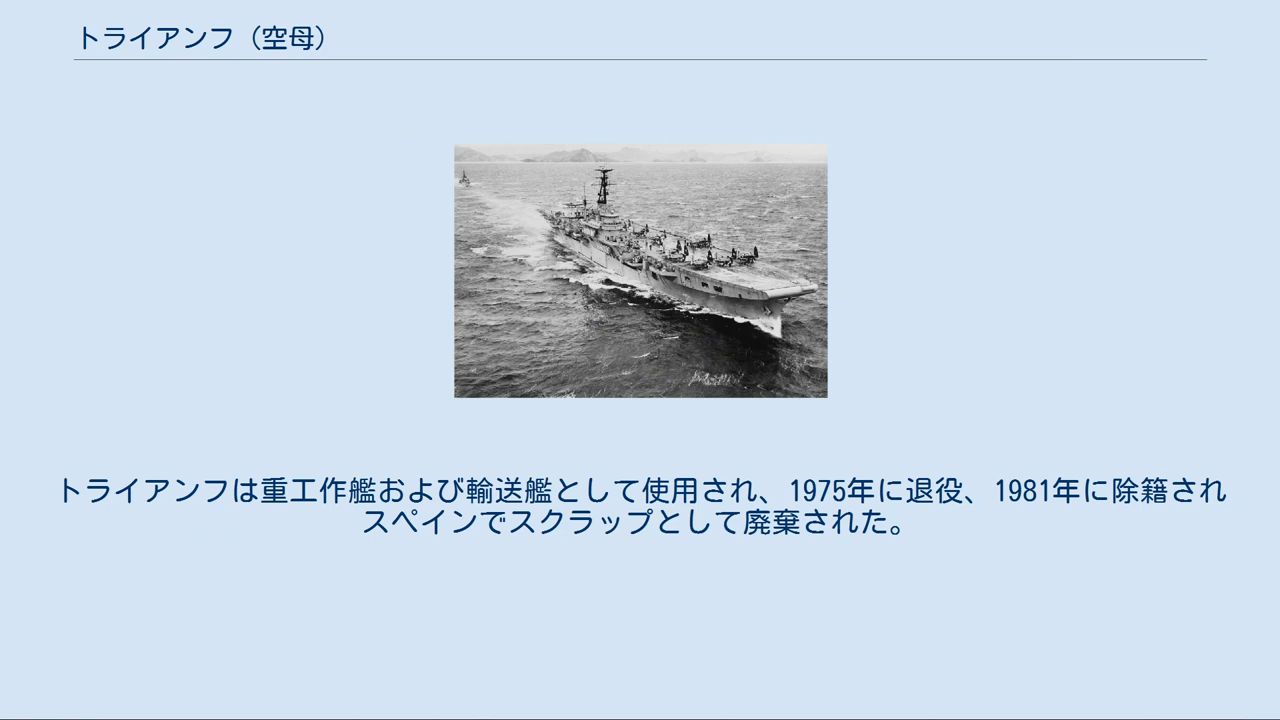 トライアンフ（空母）
トライアンフは重工作艦および輸送艦として使用され、1975年に退役、1981年に除籍され
スペインでスクラップとして廃棄された。